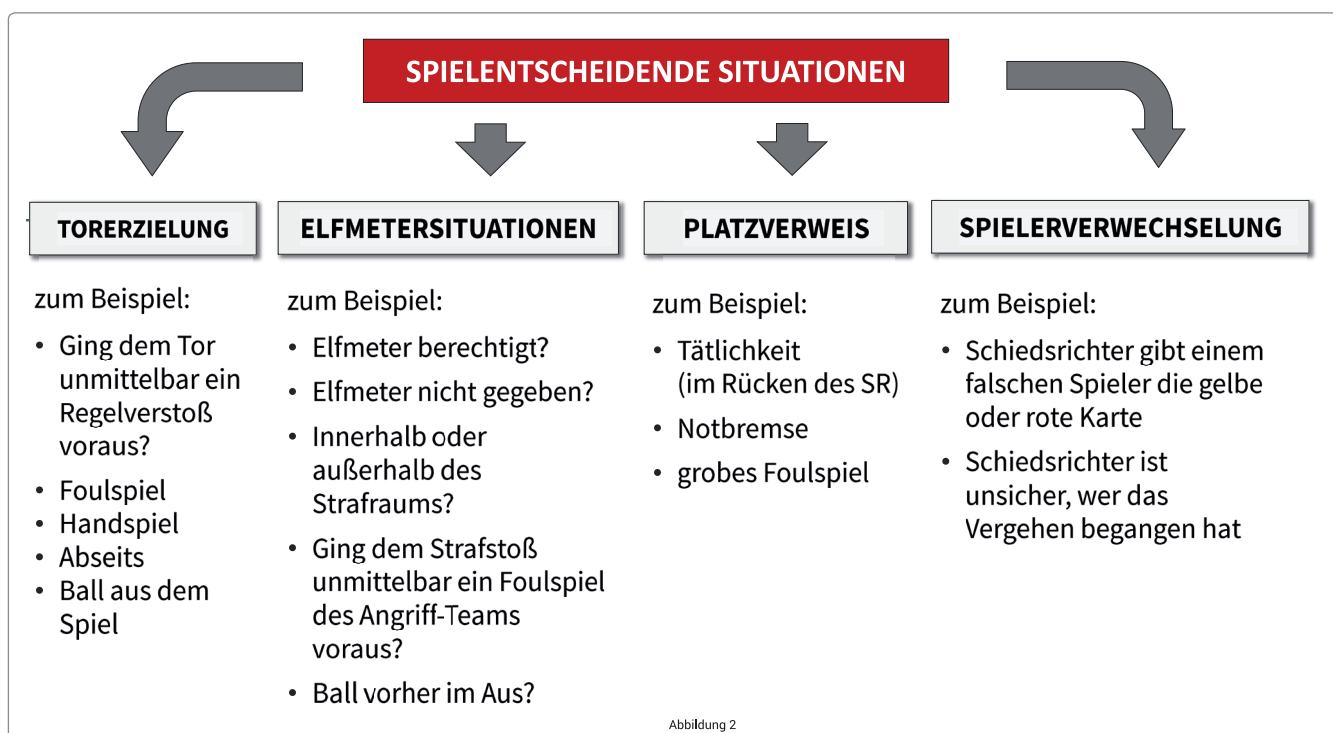 SPIELENTSCHEIDENDE SITUATIONEN
TORERZIELUNG
zum Beispiel:
• Ging dem Tor
unmittelbar ein
Regelverstoß
voraus?
• Foulspiel
• Handspiel
• Abseits
• Ball aus dem
Spiel
ELFMETERSITUATIONEN
zum Beispiel:
• Elfmeter berechtigt?
• Elfmeter nicht gegeben?
• Innerhalb oder
außerhalb des
Strafraums?
• Ging dem Strafstoß
unmittelbar ein Foulspiel
des Angriff-Teams
voraus?
• Ball vorher im Aus?
PLATZVERWEIS
zum Beispiel:
• Tätlichkeit
(im Rücken des SR)
• Notbremse
• grobes Foulspiel
SPIELERVERWECHSELUNG
zum Beispiel:
• Schiedsrichter gibt einem
falschen Spieler die gelbe
oder rote Karte
• Schiedsrichter ist
unsicher, wer das
Vergehen begangen hat
Abbildung 2